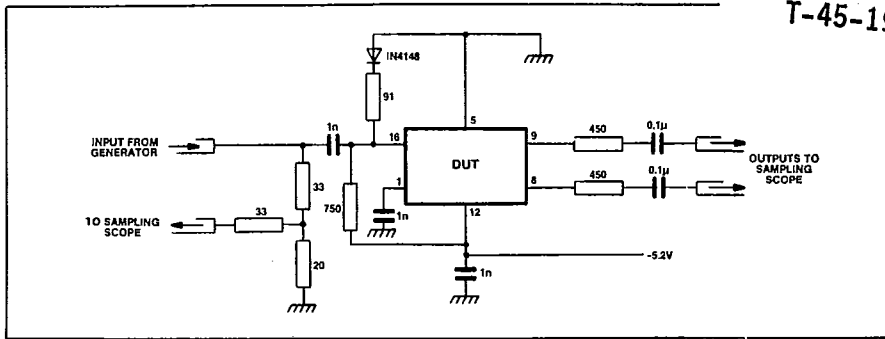 T-45-19
IN4148
91
5
1n
INPUT FROM
GENERATOR
16
9
450
0.1µ
DUT
OUTPUTS TO
SAMPLING
SCOPE
33
1
8
450
0.1µ
750
1n
12
TO SAMPLING
SCOPE
33
-5.2V
20
1n